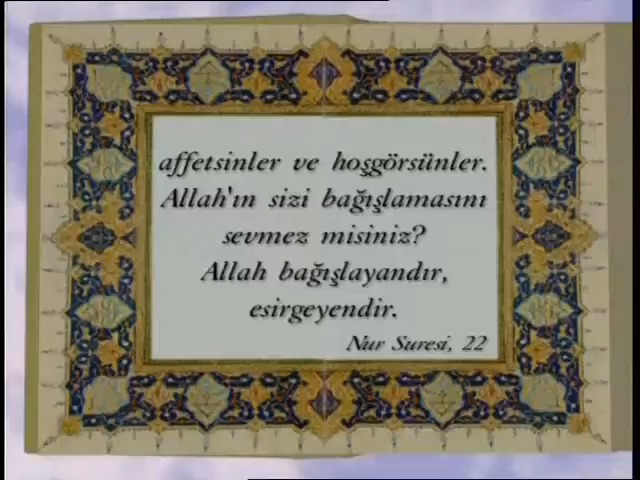 affetsinler ve hoşgörsünler.
Allah'ın sizi bağışlamasını
sevmez misiniz?
Allah bağışlayandır,
esirgeyendir.
Nur Suresi, 22